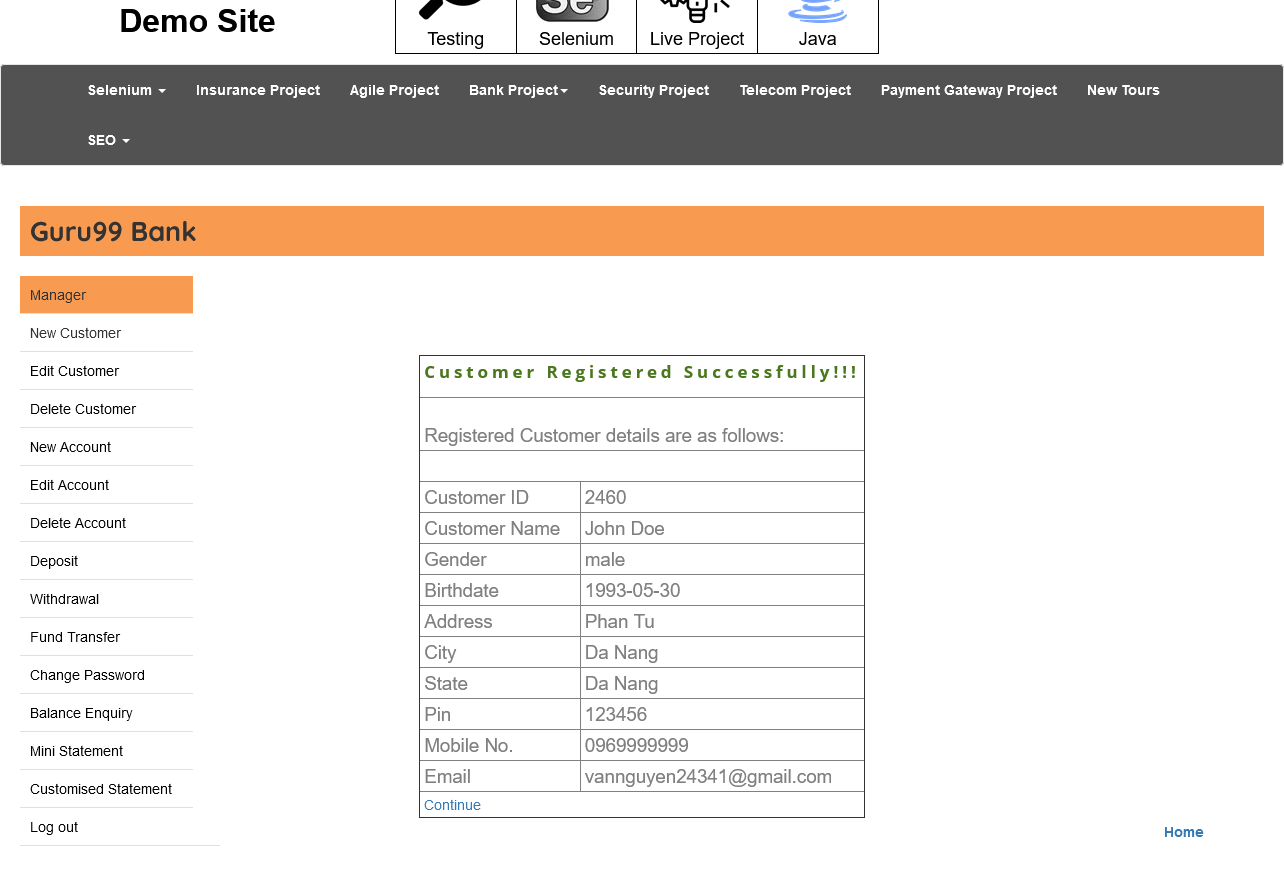 Demo Site
Se
Testing Selenium Live Project Java
Selenium Insurance Project Agile Project Bank Project Security Project Telecom Project Payment Gateway Project New Tours
SEO
Guru99 Bank
Manager
New Customer
Edit Customer
Delete Customer
New Account
Edit Account
Delete Account
Deposit
Withdrawal
Fund Transfer
Change Password
Balance Enquiry
Mini Statement
Customised Statement
Log out
Customer Registered Successfully!!!
Registered Customer details are as follows:
Customer ID 2460
Customer Name John Doe
Gender male
Birthdate 1993-05-30
Address Phan Tu
City Da Nang
State Da Nang
Pin 123456
Mobile No. 0969999999
Email vannguyen24341@gmail.com
Continue
Home